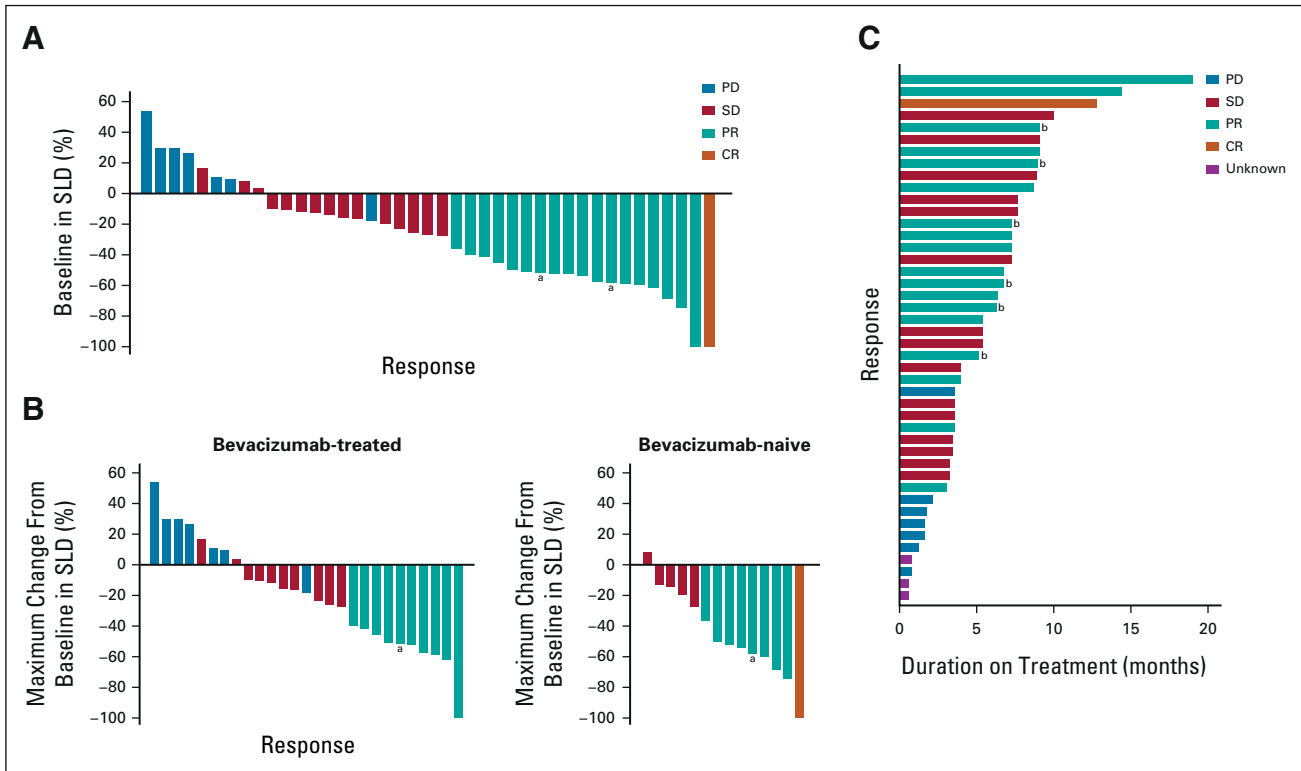 A
Baseline in SLD (%)
60
40
20
0
−20
−40
−60
−80
−100
PD
SD
PR
CR
a
a
Response
B
Bevacizumab-treated
Maximum Change From
Baseline in SLD (%)
60
40
20
0
−20
−40
−60
−80
−100
a
Response
Bevacizumab-naive
Maximum Change From
Baseline in SLD (%)
60
40
20
0
−20
−40
−60
−80
−100
a
C
Response
PD
SD
PR
CR
Unknown
b
b
b
b
b
b
0
5
10
15
20
Duration on Treatment (months)